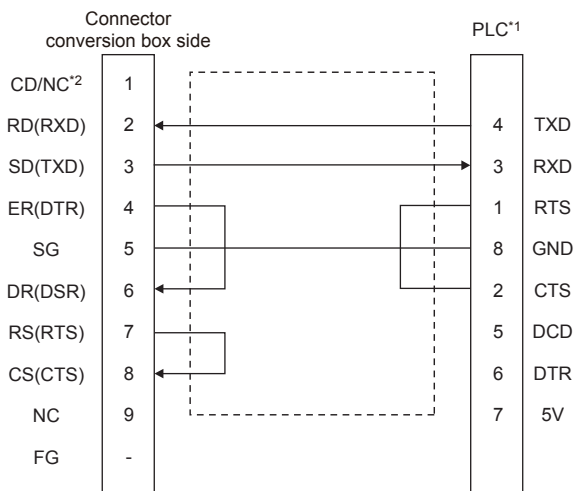 Connector
conversion box side
PLC*1
CD/NC*2 1
RD(RXD) 2 4 TXD
SD(TXD) 3 3 RXD
ER(DTR) 4 1 RTS
SG 5 8 GND
DR(DSR) 6 2 CTS
RS(RTS) 7 5 DCD
CS(CTS) 8 6 DTR
NC 9 7 5V
FG -